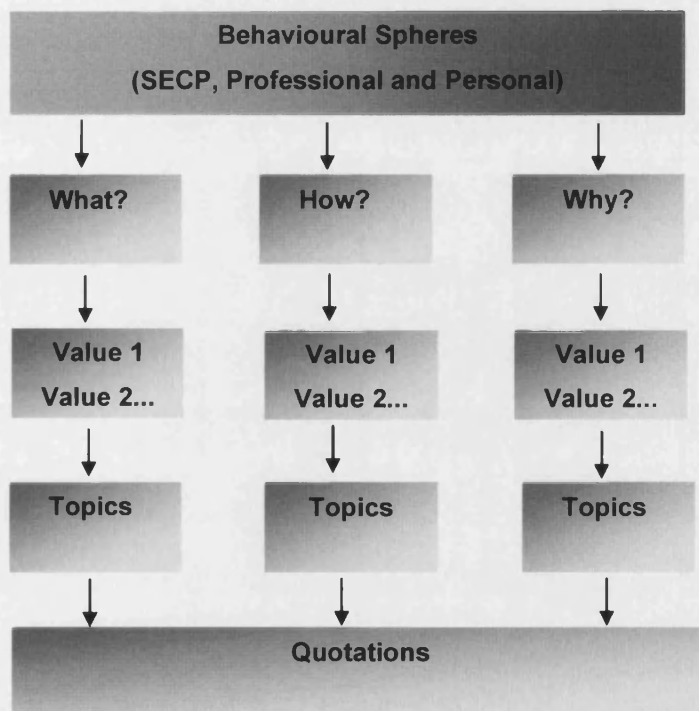 Behavioural Spheres
(SECP, Professional and Personal)
What?
How?
Why?
Value 1
Value 2...
Value 1
Value 2...
Value 1
Value 2...
Topics
Topics
Topics
Quotations